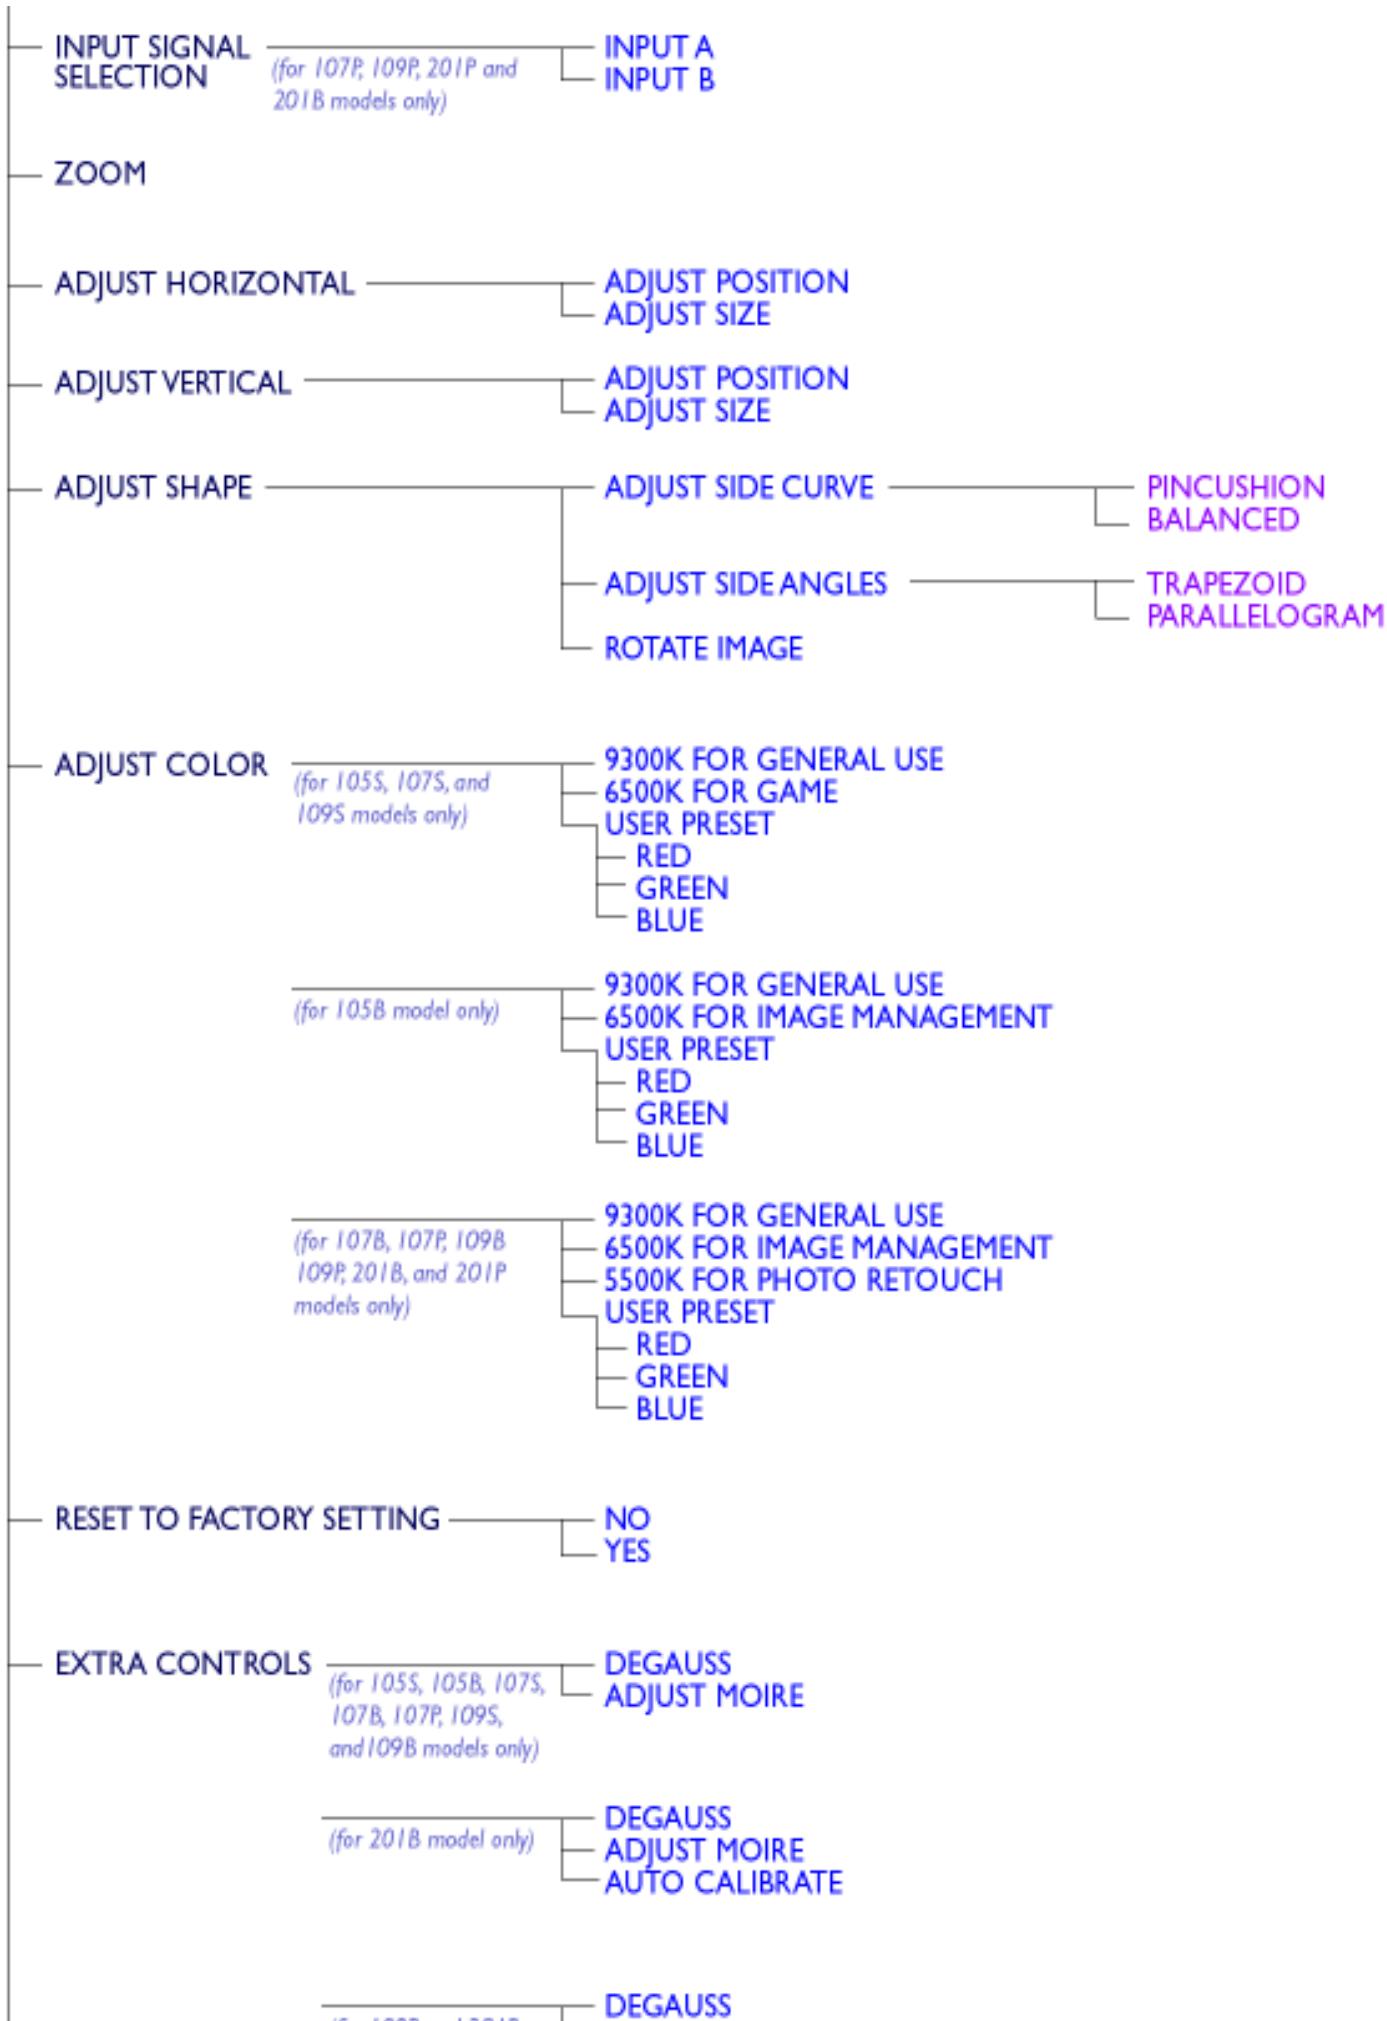 INPUT SIGNAL SELECTION
(for 107P, 109P, 201P and
201B models only)
INPUT A
INPUT B
ZOOM
ADJUST HORIZONTAL
ADJUST POSITION
ADJUST SIZE
ADJUST VERTICAL
ADJUST POSITION
ADJUST SIZE
ADJUST SHAPE
ADJUST SIDE CURVE
PINCUSHION
BALANCED
ADJUST SIDE ANGLES
TRAPEZOID
PARALLELOGRAM
ROTATE IMAGE
ADJUST COLOR
(for 105S, 107S, and
109S models only)
9300K FOR GENERAL USE
6500K FOR GAME
USER PRESET
RED
GREEN
BLUE
(for 105B model only)
9300K FOR GENERAL USE
6500K FOR IMAGE MANAGEMENT
USER PRESET
RED
GREEN
BLUE
(for 107B, 107P, 109B
109P, 201B, and 201P
models only)
9300K FOR GENERAL USE
6500K FOR IMAGE MANAGEMENT
5500K FOR PHOTO RETOUCH
USER PRESET
RED
GREEN
BLUE
RESET TO FACTORY SETTING
NO
YES
EXTRA CONTROLS
(for 105S, 105B, 107S,
107B, 107P, 109S,
and109B models only)
DEGAUSS
ADJUST MOIRE
(for 201B model only)
DEGAUSS
ADJUST MOIRE
AUTO CALIBRATE
DEGAUSS